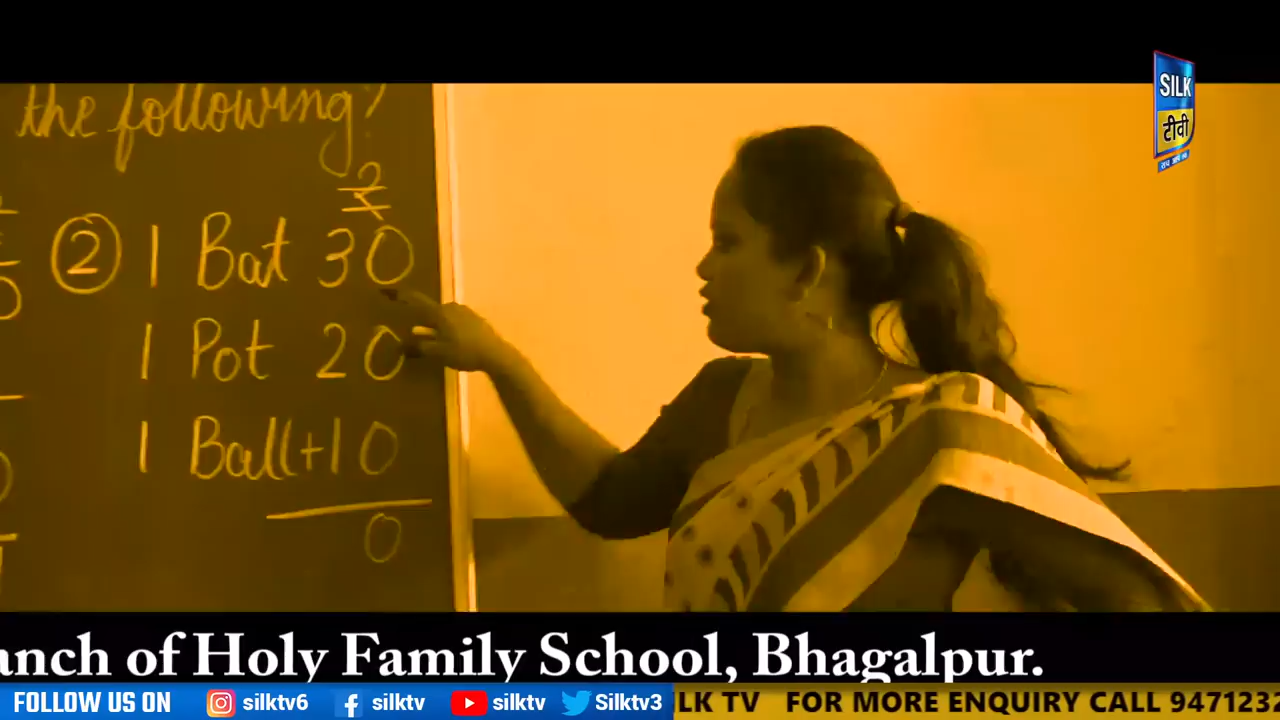 SILK
टीवी
the following?
₹
② 1 Bat 30
1 Pot 20
1 Ball+10
0
anch of Holy Family School, Bhagalpur.
FOLLOW US ON silktv6 silktv silktv Silktv3 LK TV FOR MORE ENQUIRY CALL 9471232